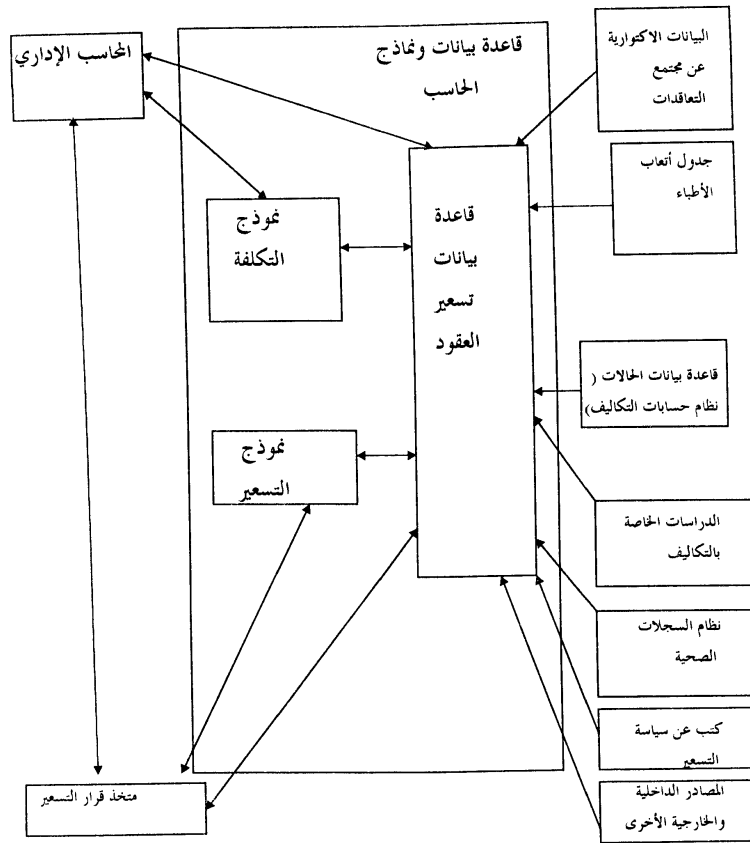 البيانات الاكتوارية
عن مجتمع
التعاقدات
قاعدة بيانات ونماذج
الحاسب
المحاسب الإداري
جدول أتعاب
الأطباء
قاعدة
بيانات
تسعير
العقود
نموذج
التكلفة
قاعدة بيانات الحالات (
نظام حسابات التكاليف)
نموذج
التسعير
الدراسات الخاصة
بالتكاليف
نظام السجلات
الصحية
كتب عن سياسة
التسعير
المصادر الداخلية
والخارجية الأخرى
متخذ قرار التسعير